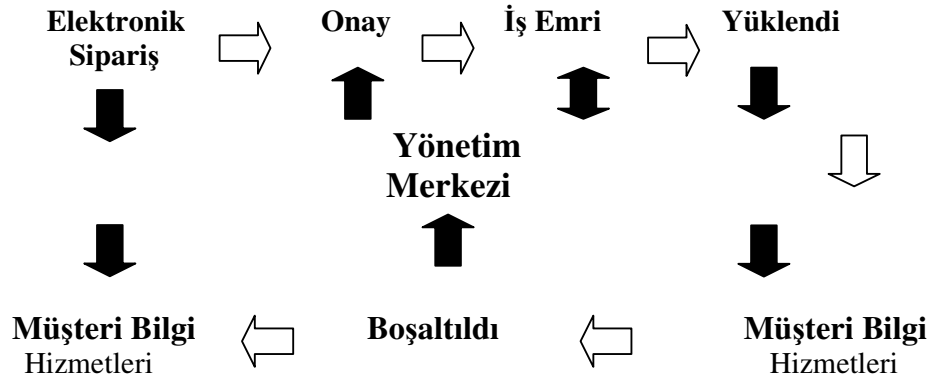 Elektronik
Sipariş
Onay
İş Emri
Yüklendi
Yönetim
Merkezi
Müşteri Bilgi
Hizmetleri
Boşaltıldı
Müşteri Bilgi
Hizmetleri